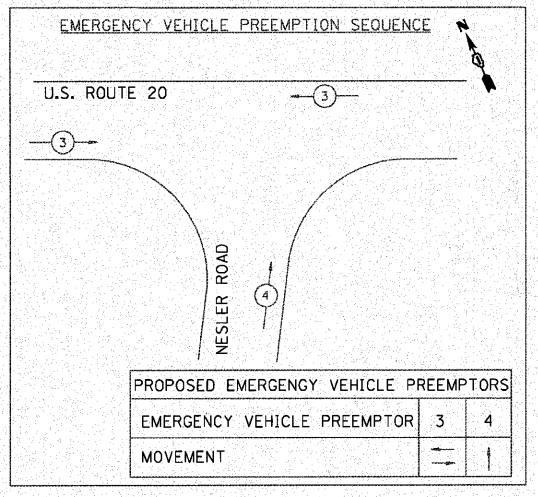 EMERGENCY VEHICLE PREEMPTION SEQUENCE
N
U.S. ROUTE 20
3
3
NESLER ROAD
4
PROPOSED EMERGENGY VEHICLE PREEMPTORS
EMERGENCY VEHICLE PREEMPTOR 3 4
MOVEMENT